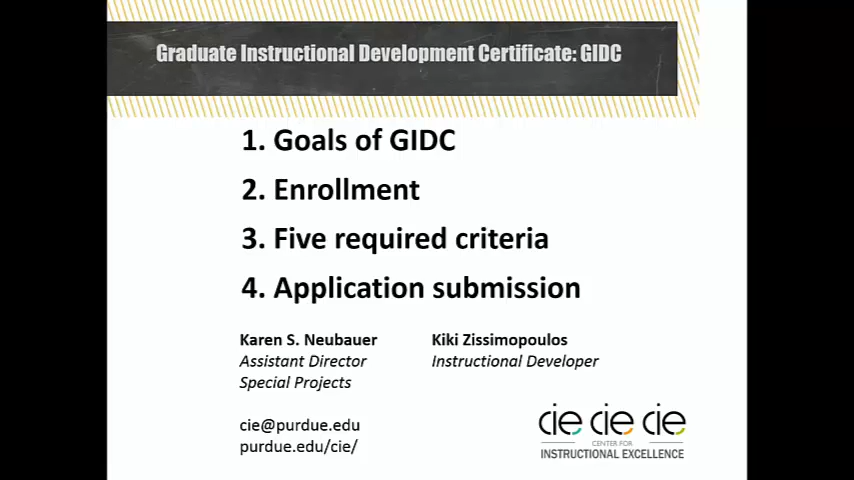 Graduate Instructional Development Certificate: GIDC
1. Goals of GIDC
2. Enrollment
3. Five required criteria
4. Application submission
Karen S. Neubauer
Assistant Director
Special Projects
Kiki Zissimopoulos
Instructional Developer
cie@purdue.edu
purdue.edu/cie/
cie cie cie
CENTER FOR
INSTRUCTIONAL EXCELLENCE